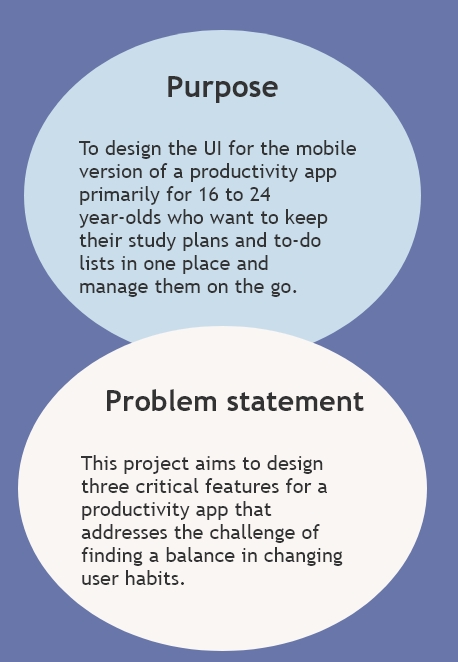 Purpose
To design the UI for the mobile
version of a productivity app
primarily for 16 to 24
year-olds who want to keep
their study plans and to-do
lists in one place and
manage them on the go.
Problem statement
This project aims to design
three critical features for a
productivity app that
addresses the challenge of
finding a balance in changing
user habits.